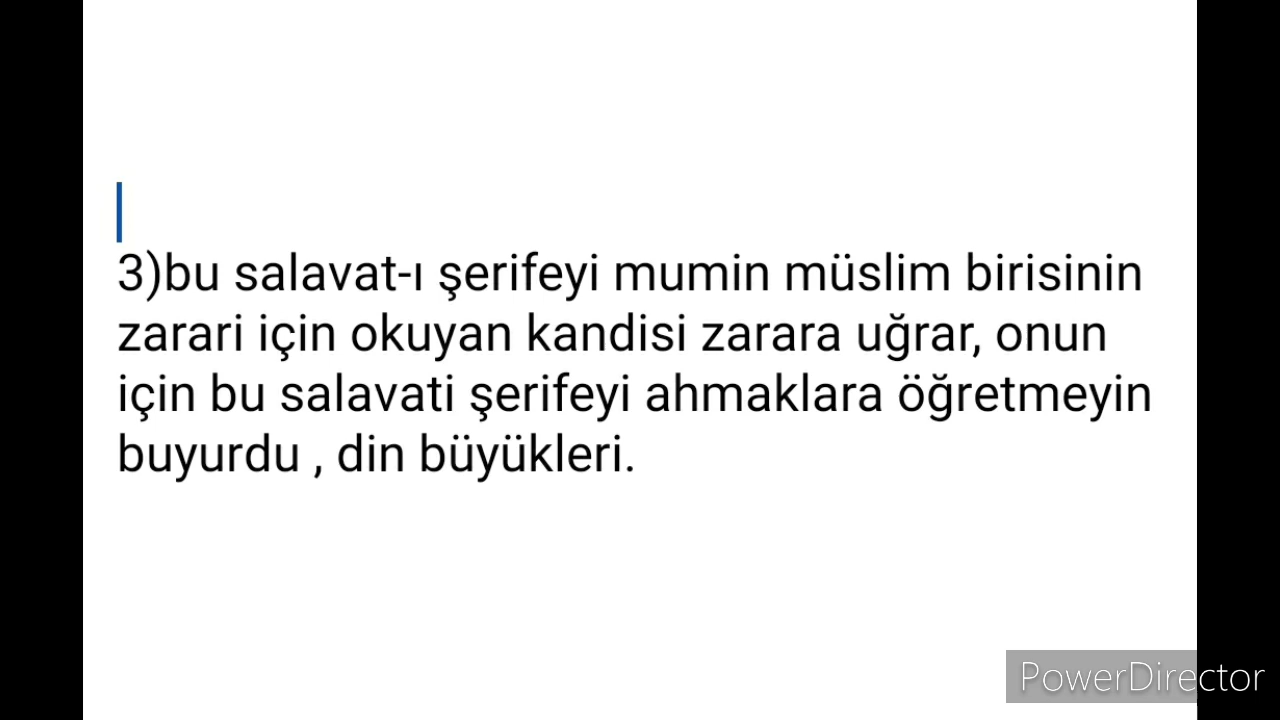 3)bu salavat-ı şerifeyi mumin müslim birisinin
zarari için okuyan kandisi zarara uğrar, onun
için bu salavati şerifeyi ahmaklara öğretmeyin
buyurdu , din büyükleri.
PowerDirector